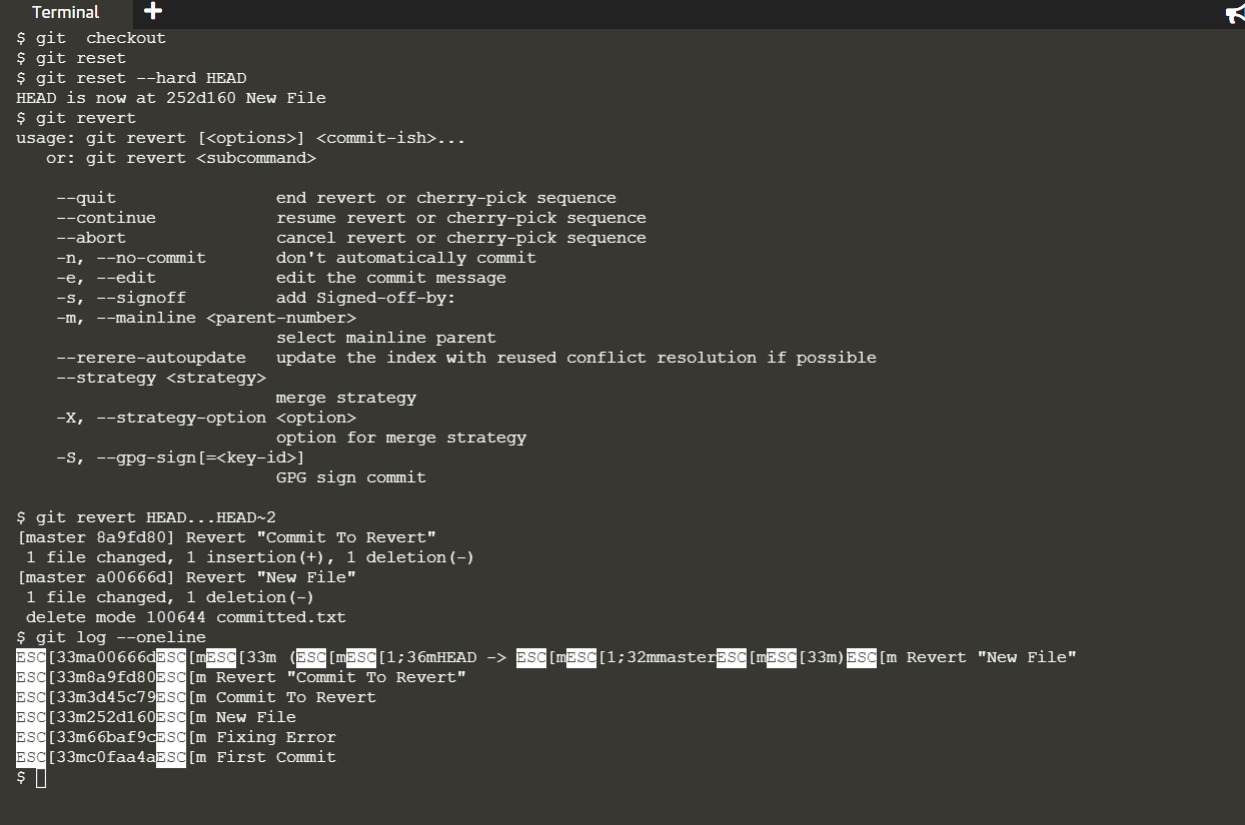 Terminal
$ git  checkout
$ git reset
$ git reset --hard HEAD
HEAD is now at 252d160 New File
$ git revert
usage: git revert [<options>] <commit-ish>...
   or: git revert <subcommand>

    --quit                end revert or cherry-pick sequence
    --continue            resume revert or cherry-pick sequence
    --abort               cancel revert or cherry-pick sequence
    -n, --no-commit       don't automatically commit
    -e, --edit            edit the commit message
    -s, --signoff         add Signed-off-by:
    -m, --mainline <parent-number>
                          select mainline parent
    --rerere-autoupdate   update the index with reused conflict resolution if possible
    --strategy <strategy>
                          merge strategy
    -X, --strategy-option <option>
                          option for merge strategy
    -S, --gpg-sign[=<key-id>]
                          GPG sign commit

$ git revert HEAD...HEAD~2
[master 8a9fd80] Revert "Commit To Revert"
 1 file changed, 1 insertion(+), 1 deletion(-)
[master a00666d] Revert "New File"
 1 file changed, 1 deletion(-)
 delete mode 100644 committed.txt
$ git log --oneline
ESC[33ma00666dESC[mESC[33m (ESC[mESC[1;36mHEAD -> ESC[mESC[1;32mmasterESC[mESC[33m)ESC[m Revert "New File"
ESC[33m8a9fd80ESC[m Revert "Commit To Revert"
ESC[33m3d45c79ESC[m Commit To Revert
ESC[33m252d160ESC[m New File
ESC[33m66baf9cESC[m Fixing Error
ESC[33mc0faa4aESC[m First Commit
$